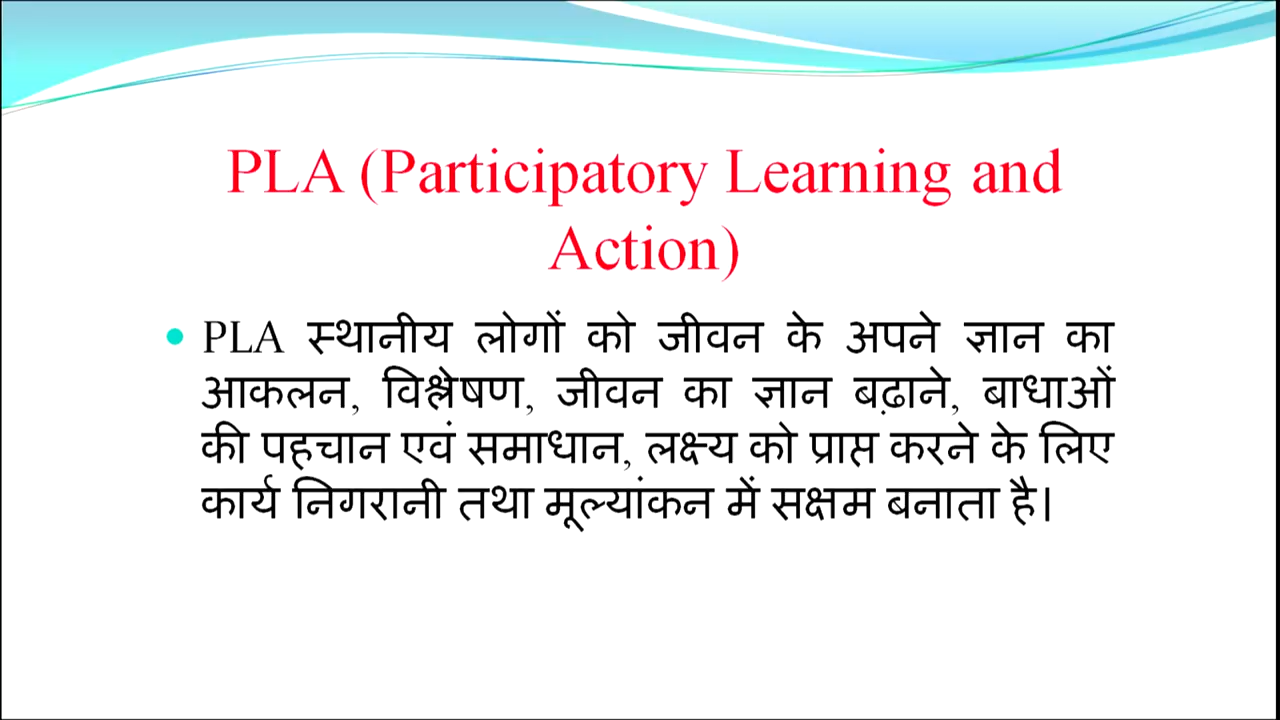 PLA (Participatory Learning and
Action)
PLA स्थानीय लोगों को जीवन के अपने ज्ञान का
आकलन, विश्लेषण, जीवन का ज्ञान बढ़ाने, बाधाओं
की पहचान एवं समाधान, लक्ष्य को प्राप्त करने के लिए
कार्य निगरानी तथा मूल्यांकन में सक्षम बनाता है।